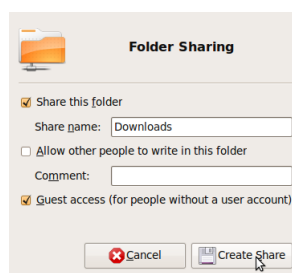 Folder Sharing
Share this folder
Share name: Downloads
Allow other people to write in this folder
Comment:
Guest access (for people without a user account)
Cancel Create Share